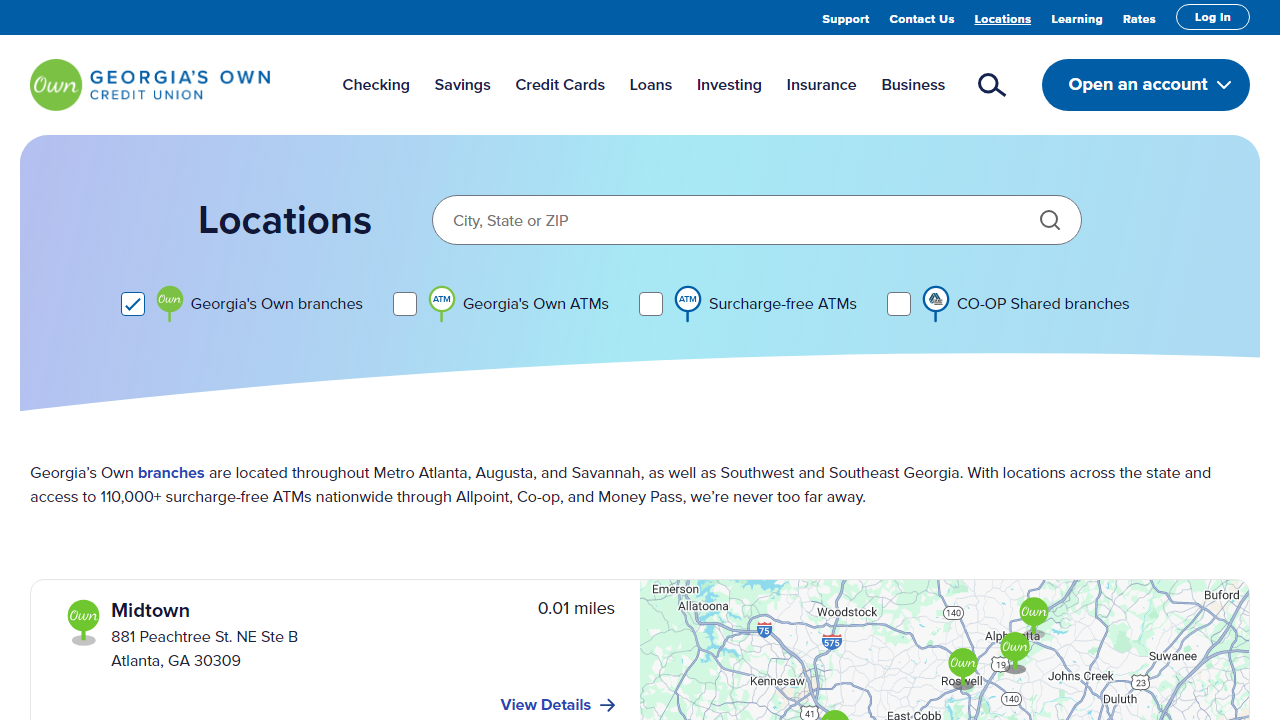 Support Contact Us Locations Learning Rates Log In
Own GEORGIA'S OWN
CREDIT UNION
Checking Savings Credit Cards Loans Investing Insurance Business Open an account
Locations
City, State or ZIP
Own Georgia's Own branches
ATM Georgia's Own ATMs
ATM Surcharge-free ATMs
CO-OP Shared branches
Georgia’s Own branches are located throughout Metro Atlanta, Augusta, and Savannah, as well as Southwest and Southeast Georgia. With locations across the state and
access to 110,000+ surcharge-free ATMs nationwide through Allpoint, Co-op, and Money Pass, we’re never too far away.
Own Midtown 0.01 miles
881 Peachtree St. NE Ste B
Atlanta, GA 30309
View Details
Emerson
Allatoona
Woodstock
140
Own
Buford
75
575
Alpharetta
Own
Own
19
Roswell
Suwanee
Kennesaw
Johns Creek
23
140
Duluth
41
East Cobb